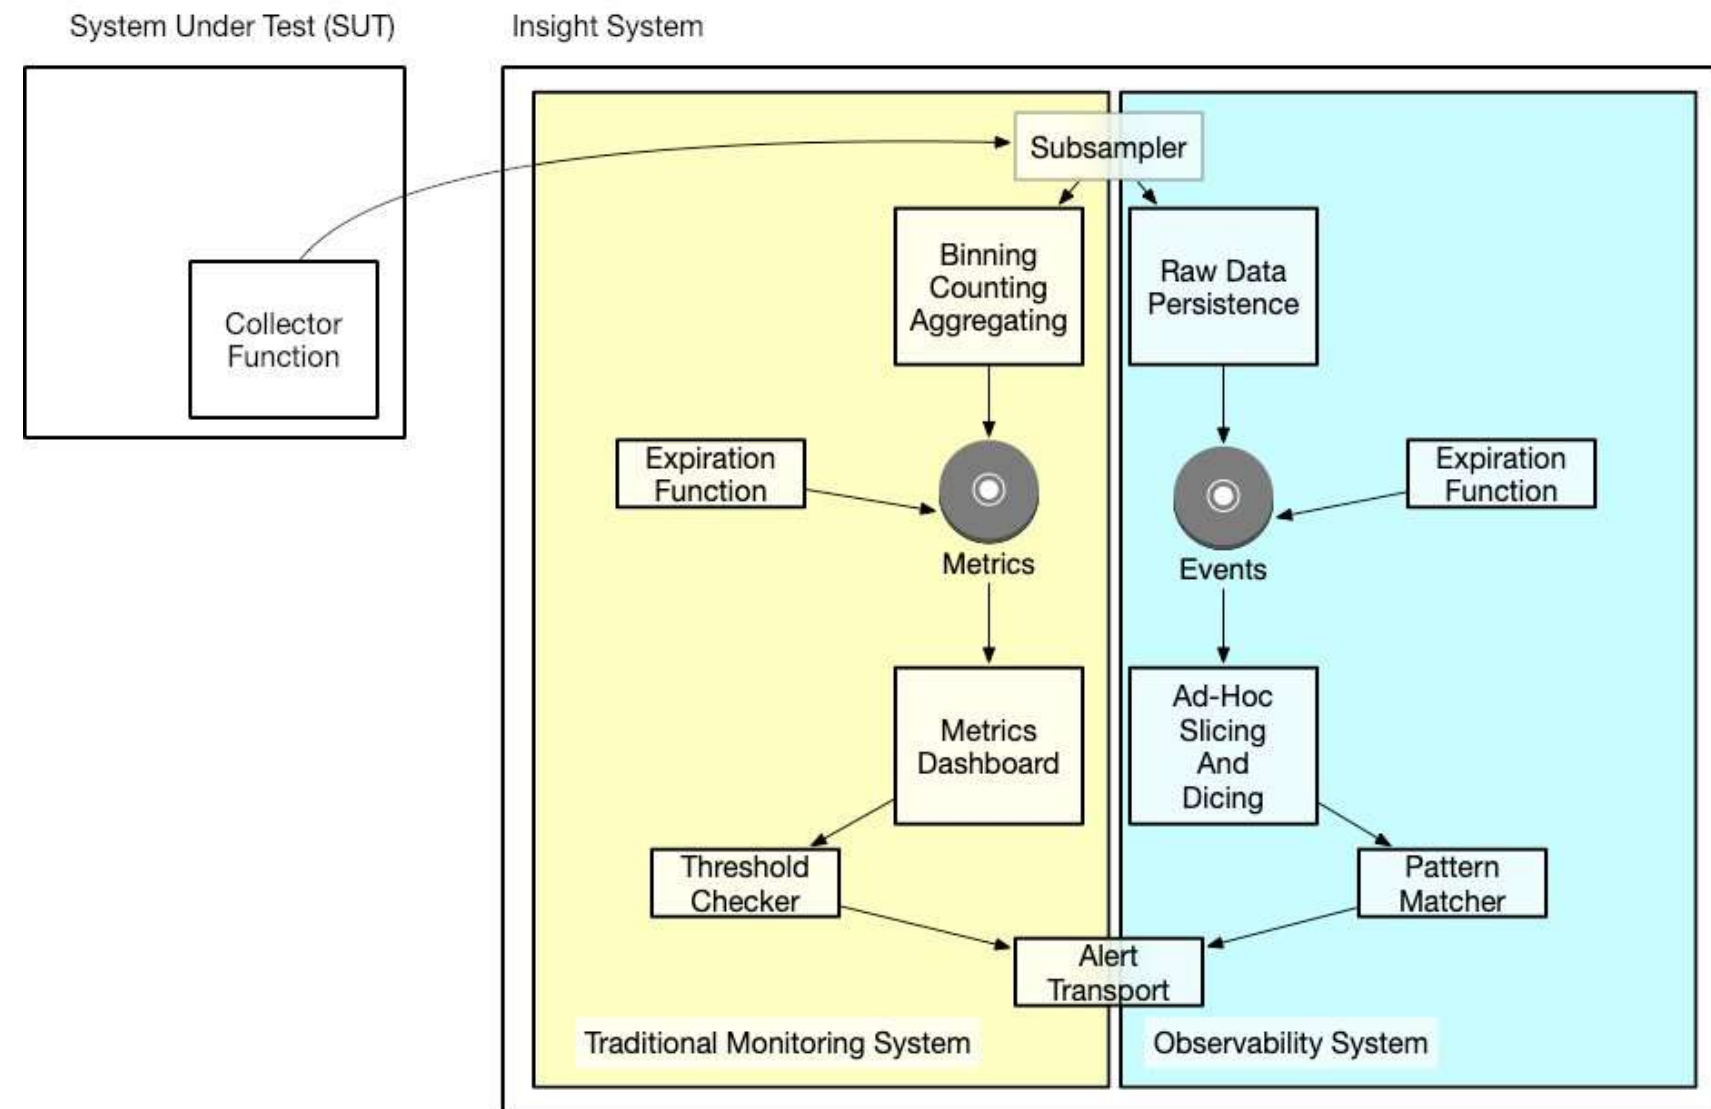 System Under Test (SUT)
Insight System
Subsampler
Binning
Counting
Aggregating
Raw Data
Persistence
Collector
Function
Expiration
Function
Metrics
Events
Expiration
Function
Metrics
Dashboard
Ad-Hoc
Slicing
And
Dicing
Threshold
Checker
Pattern
Matcher
Alert
Transport
Traditional Monitoring System
Observability System